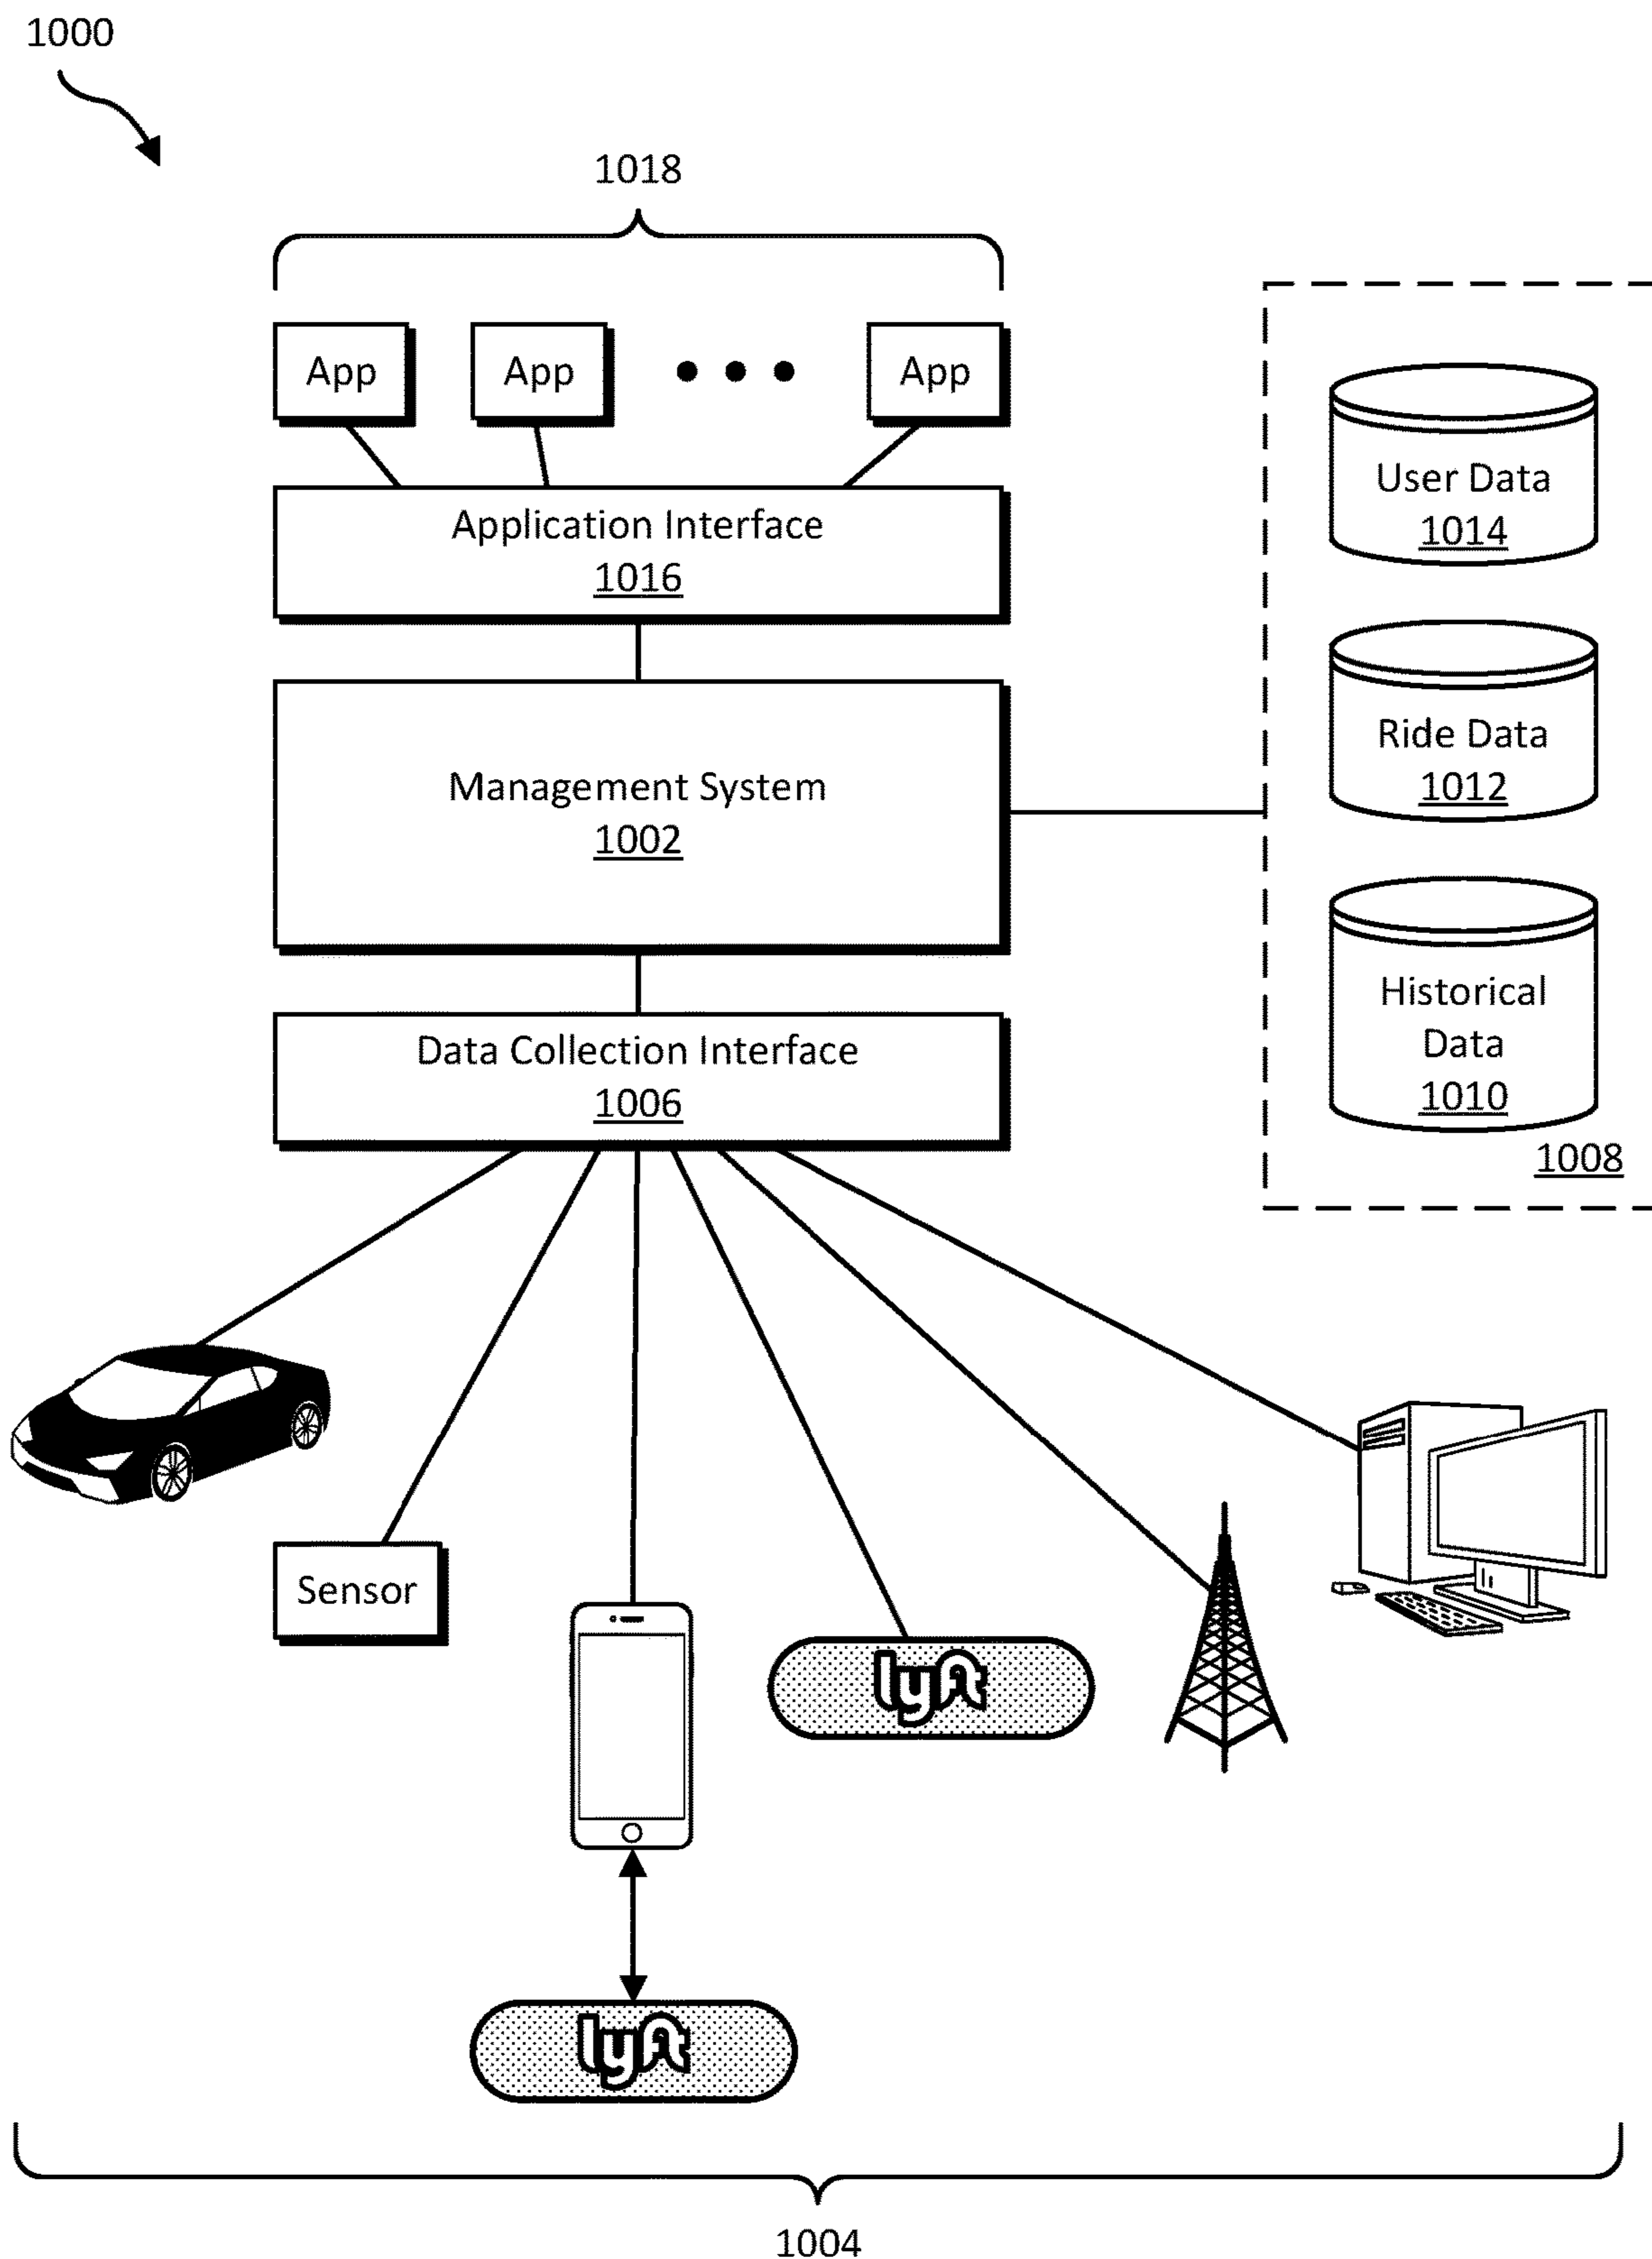 1000
1018
App
App
App
Application Interface
1016
Management System
1002
Data Collection Interface
1006
User Data
1014
Ride Data
1012
Historical
Data
1010
1008
Sensor
lyft
lyft
1004